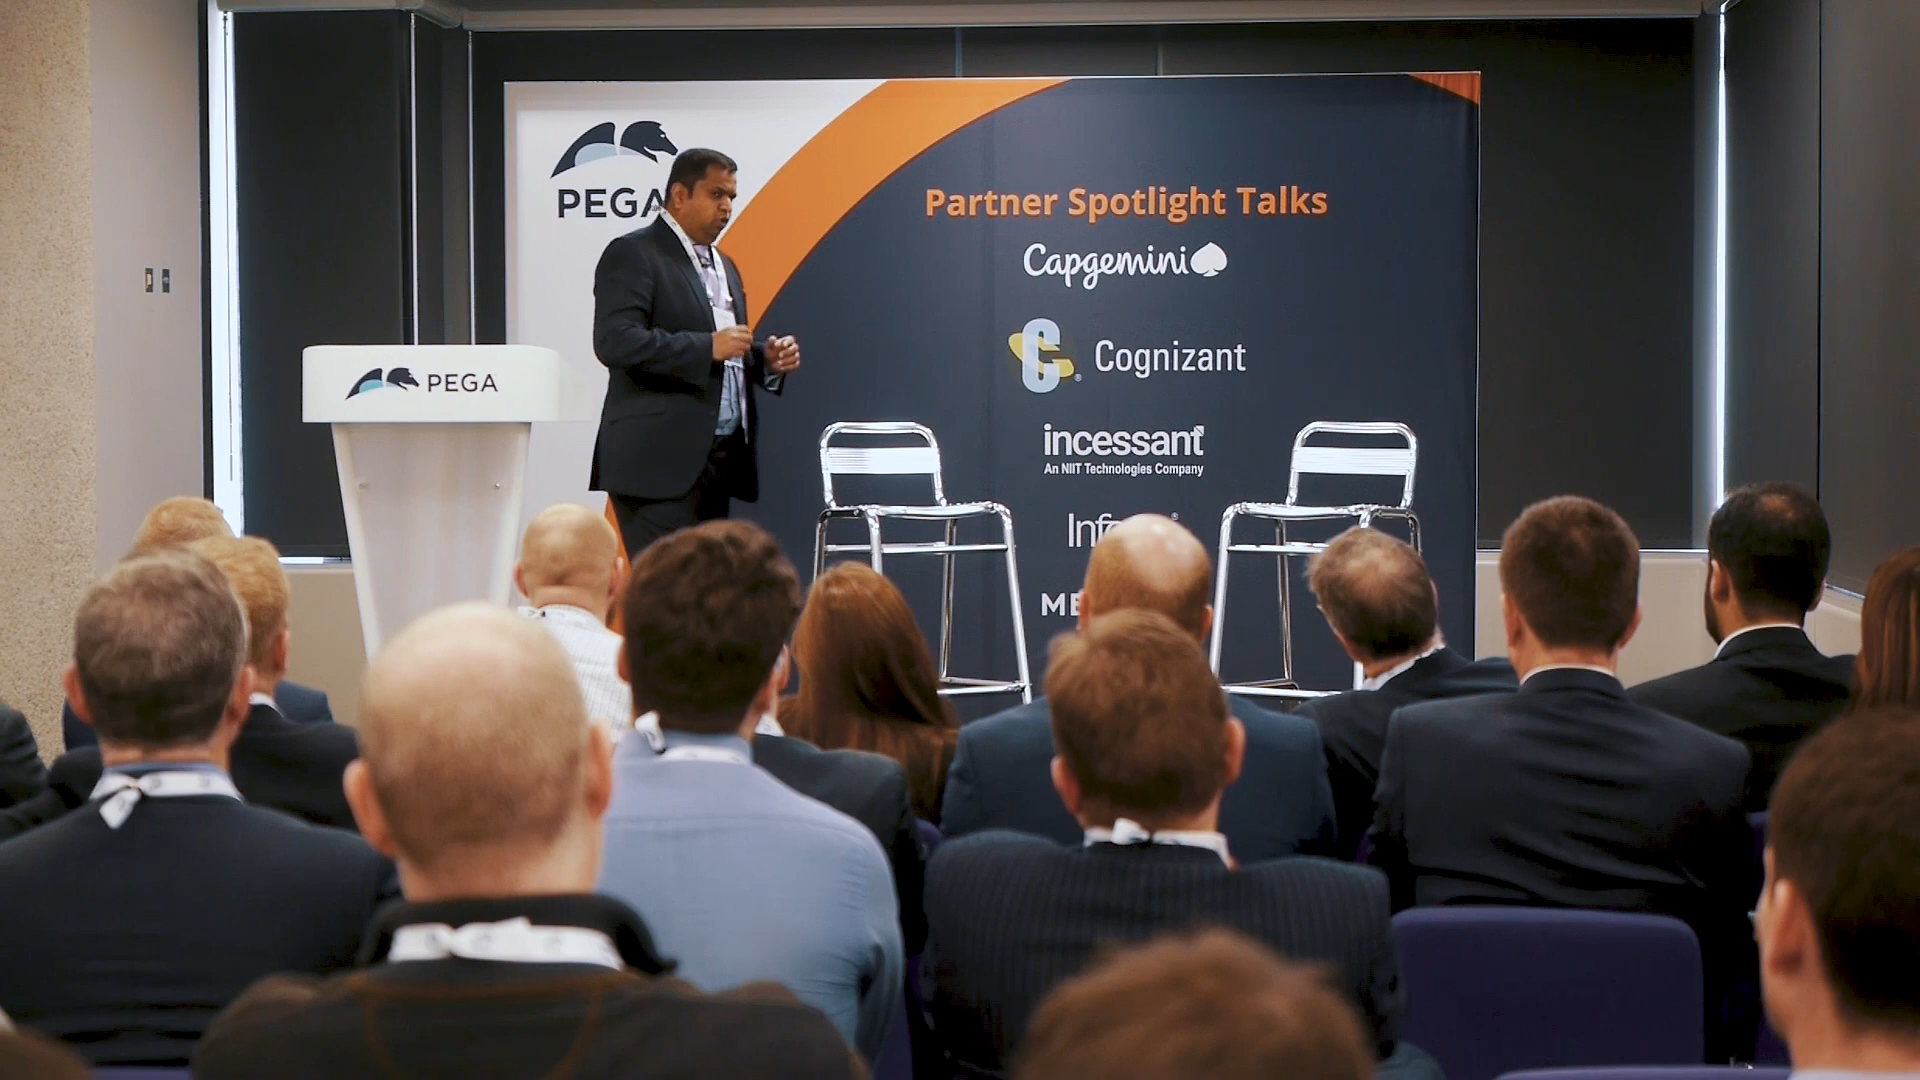 PEGA
Partner Spotlight Talks
Capgemini
Cognizant
incessant
An NIIT Technologies Company
PEGA